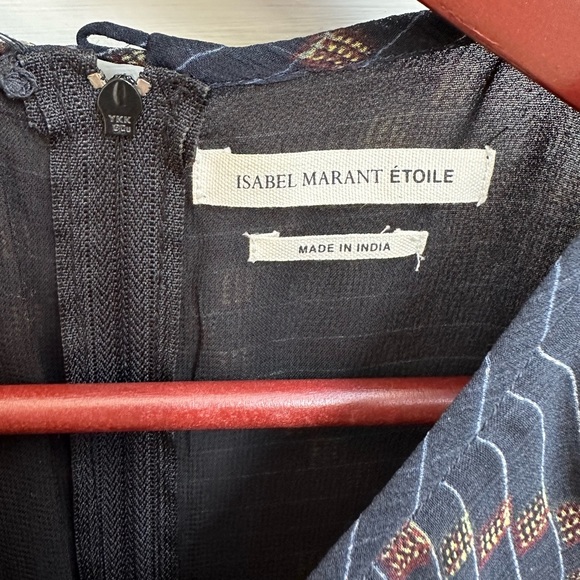 YKK
ISABEL MARANT ÉTOILE
MADE IN INDIA